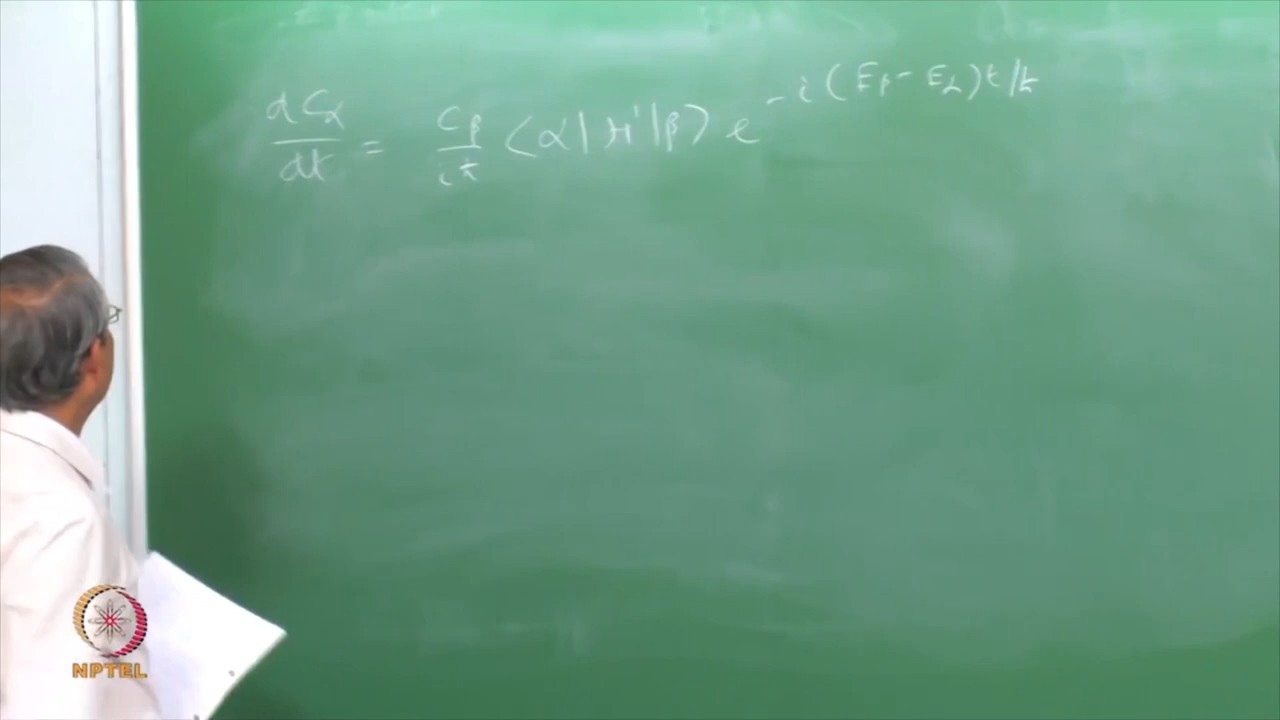 dCα/dt = Cβ/iħ ⟨α|H'|β⟩ e^{-i(Eβ - Eα)t/ħ}
NPTEL